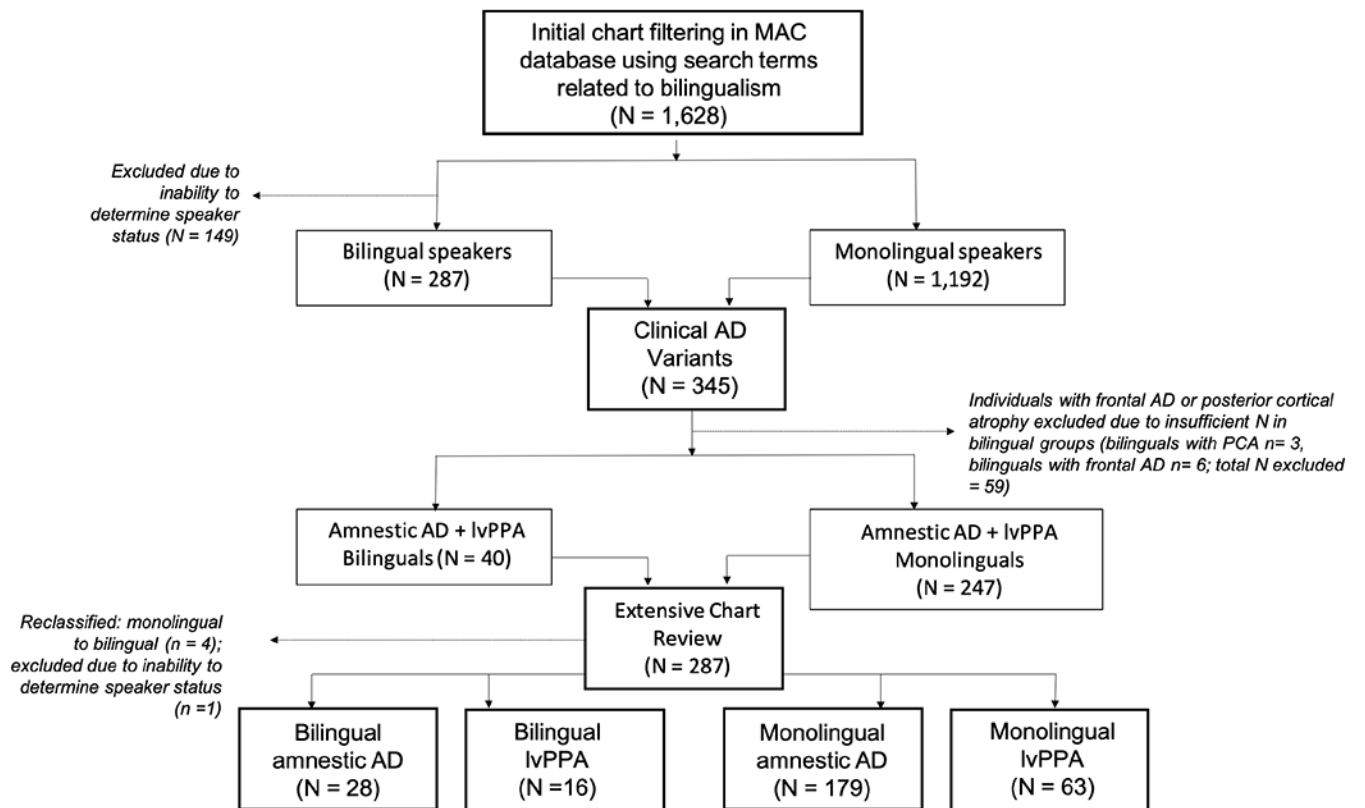 Initial chart filtering in MAC
database using search terms
related to bilingualism
(N = 1,628)
Excluded due to
inability to
determine speaker
status (N = 149)
Bilingual speakers
(N = 287)
Monolingual speakers
(N = 1,192)
Clinical AD
Variants
(N = 345)
Individuals with frontal AD or posterior cortical
atrophy excluded due to insufficient N in
bilingual groups (bilinguals with PCA n= 3,
bilinguals with frontal AD n= 6; total N excluded
= 59)
Amnestic AD + lvPPA
Bilinguals (N = 40)
Amnestic AD + lvPPA
Monolinguals
(N = 247)
Reclassified: monolingual
to bilingual (n = 4);
excluded due to inability to
determine speaker status
(n =1)
Extensive Chart
Review
(N = 287)
Bilingual
amnestic AD
(N = 28)
Bilingual
lvPPA
(N =16)
Monolingual
amnestic AD
(N = 179)
Monolingual
lvPPA
(N = 63)